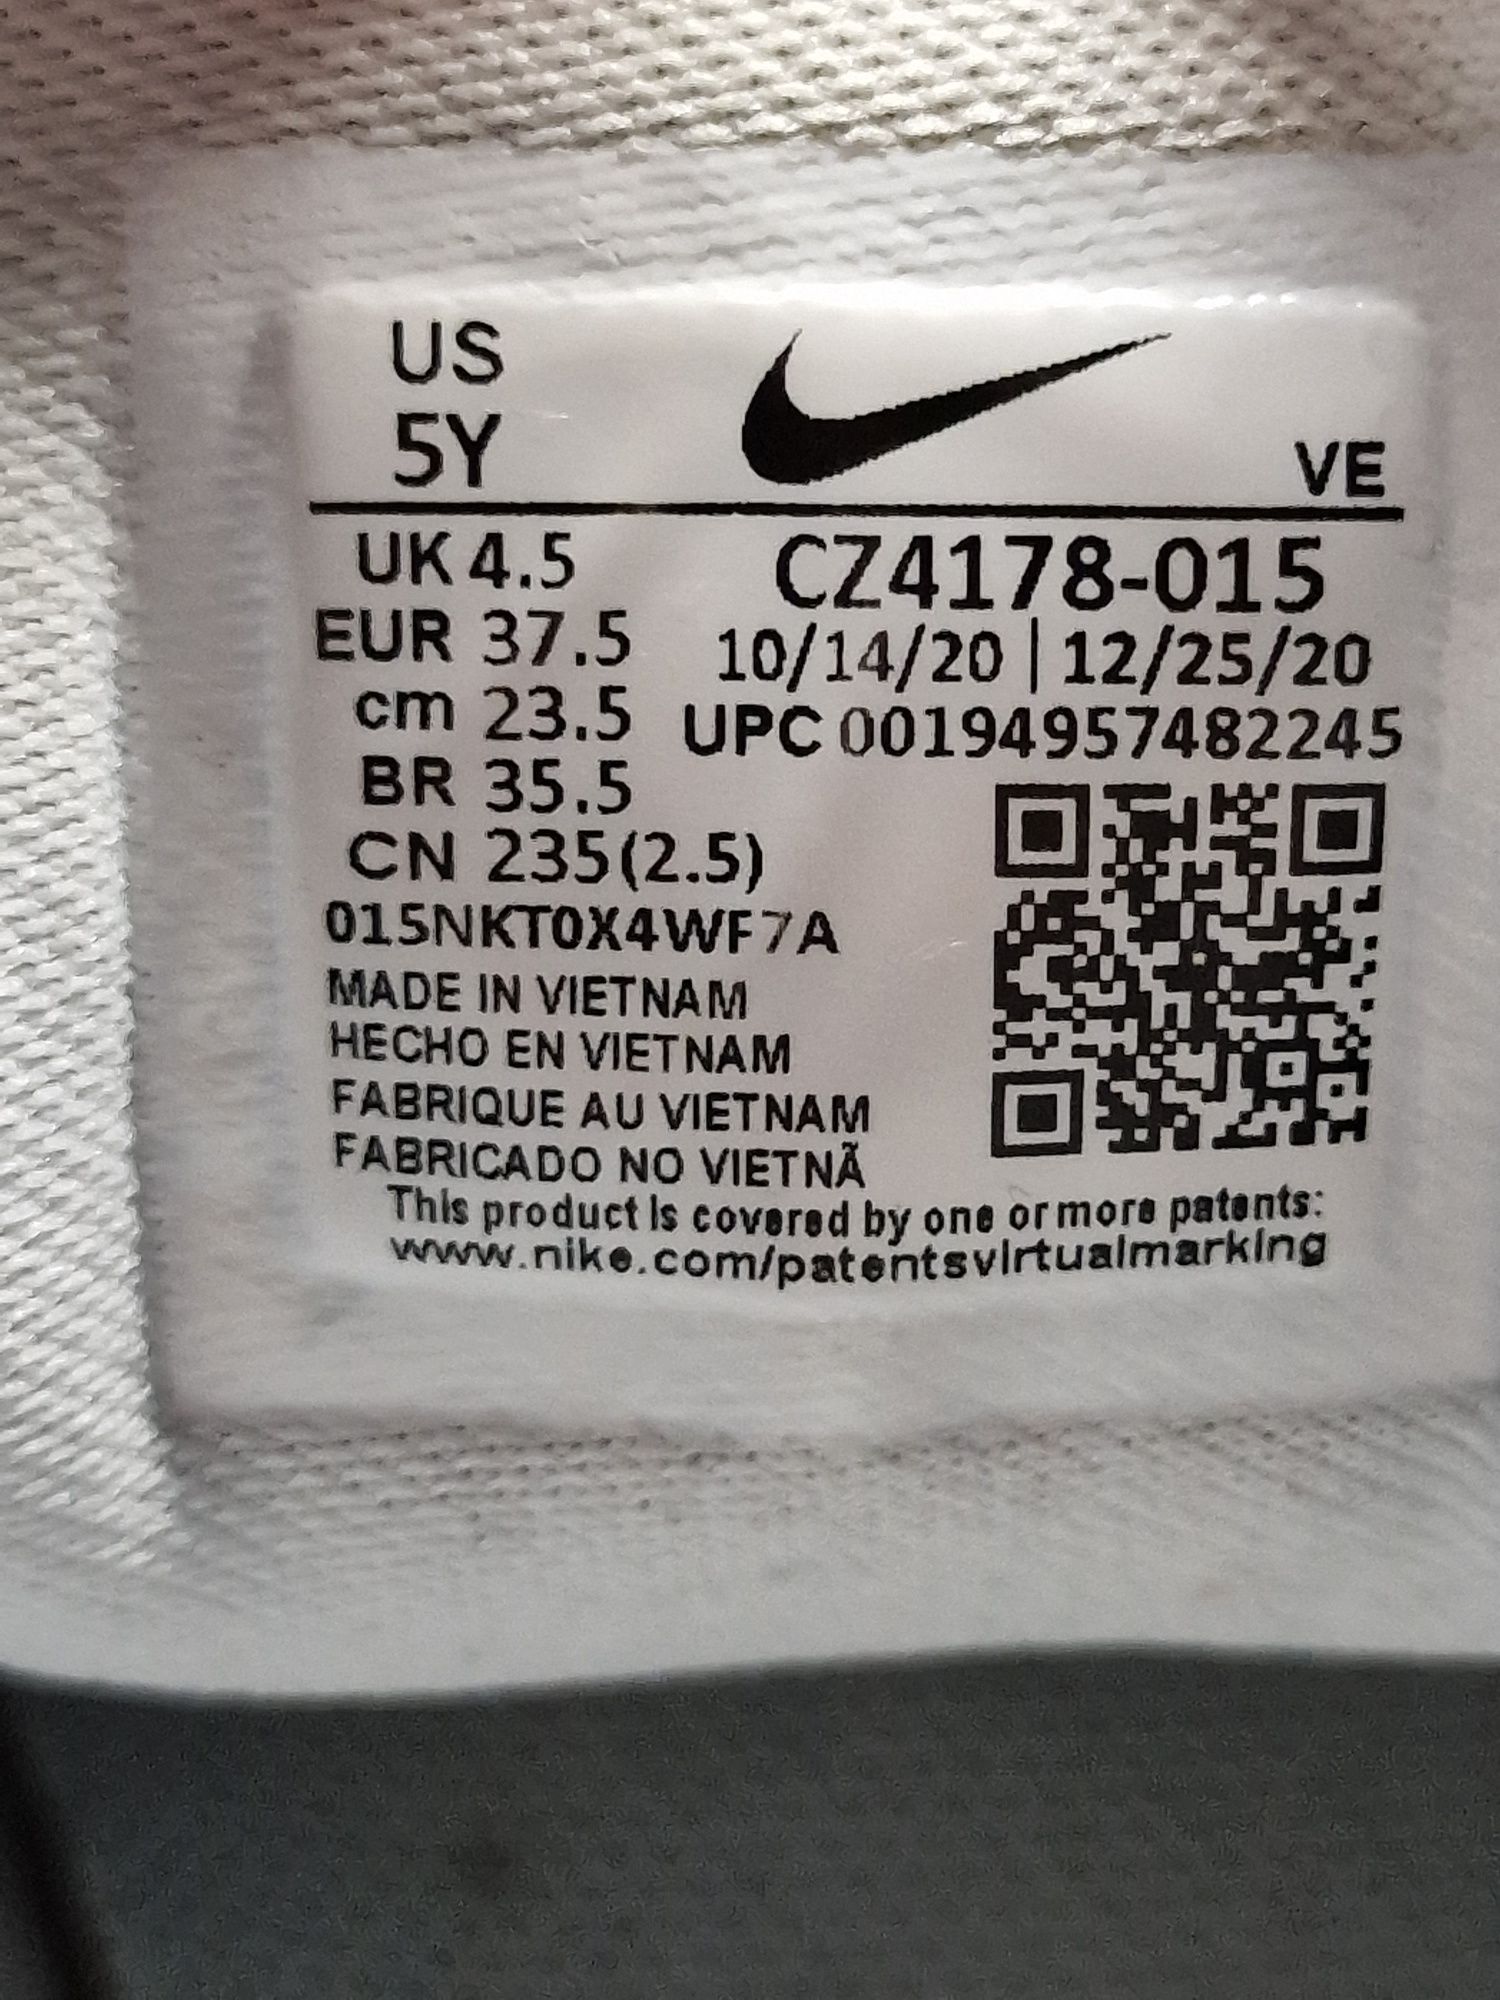 US
5Y
VE
UK 4.5
EUR 37.5
cm 23.5
BR 35.5
CN 235(2.5)
CZ4178-015
10/14/20 | 12/25/20
UPC 00194957482245
015NKT0X4WF7A
MADE IN VIETNAM
HECHO EN VIETNAM
FABRIQUE AU VIETNAM
FABRICADO NO VIETNÃ
This product is covered by one or more patents:
www.nike.com/patentsvirtualmarking